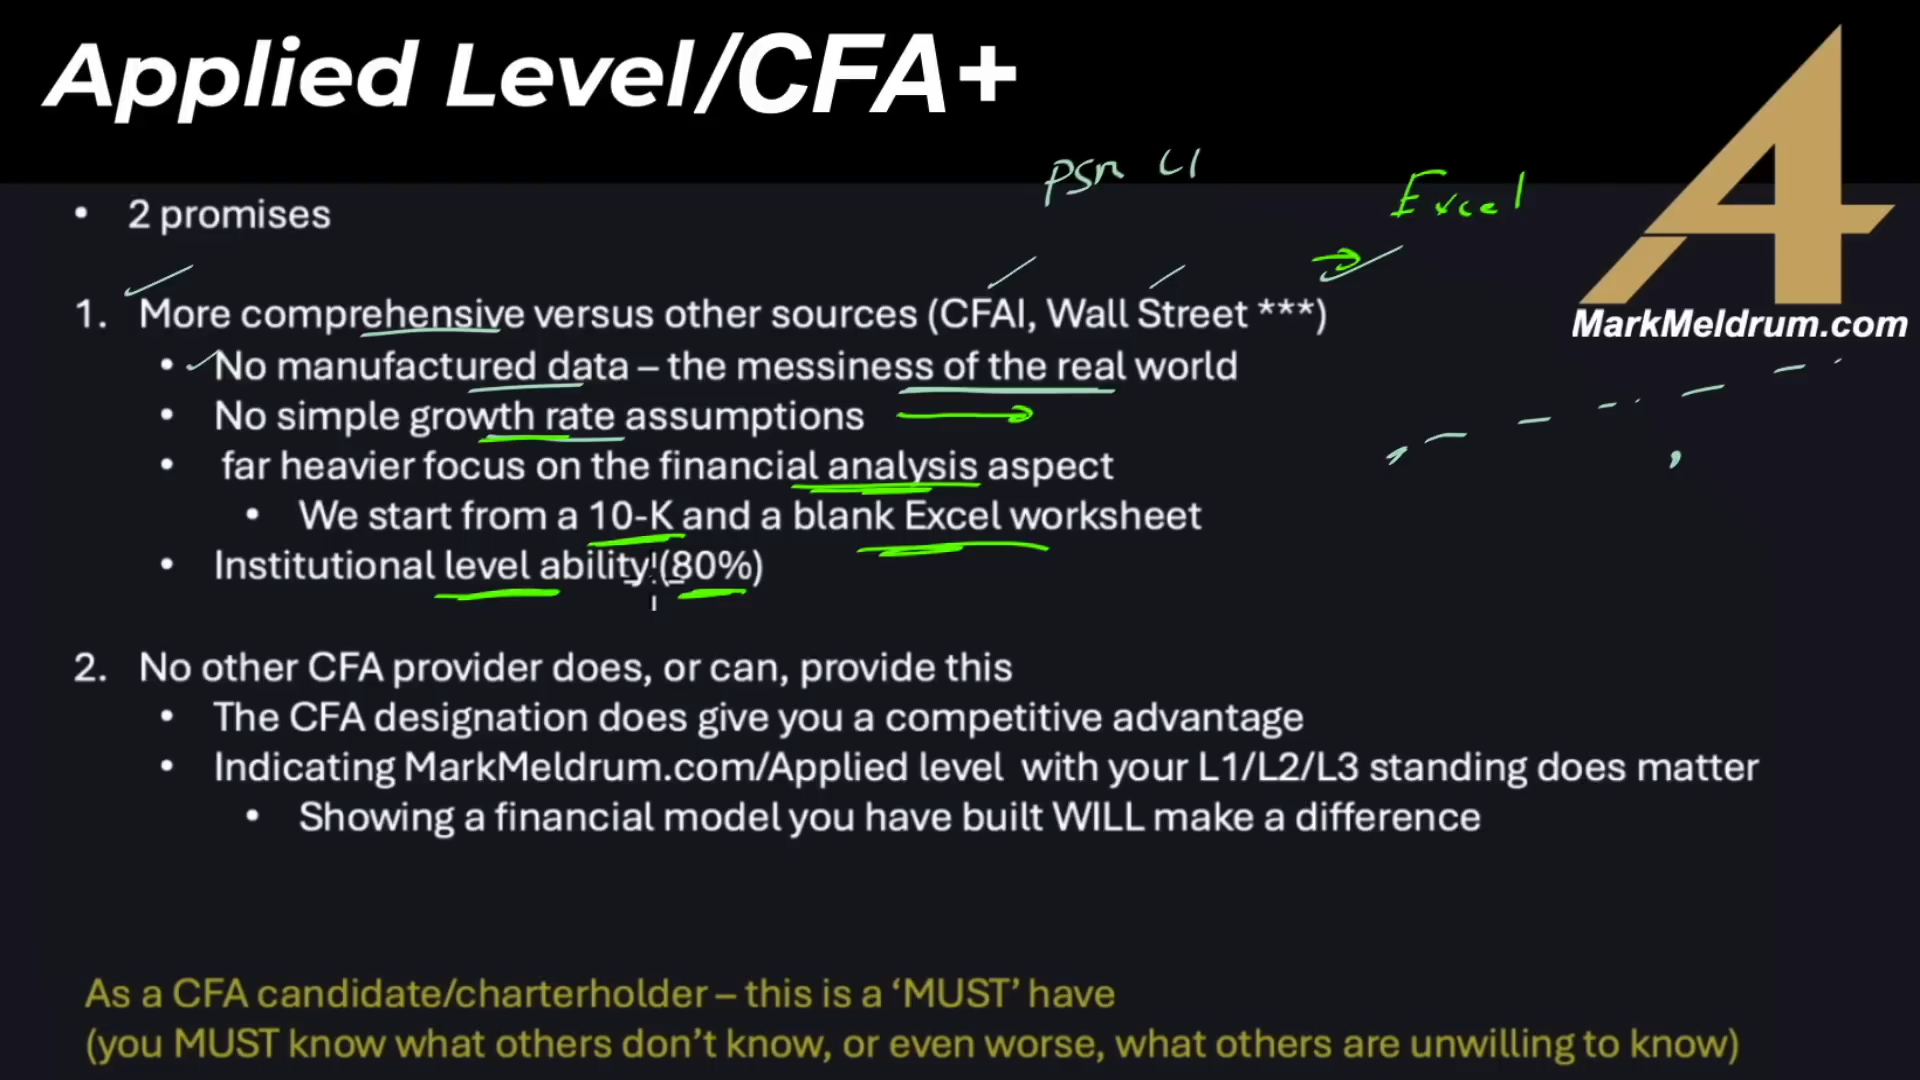 Applied Level/CFA+
PSM L1
Excel
MarkMeldrum.com
• 2 promises
1. More comprehensive versus other sources (CFAI, Wall Street ***)
• No manufactured data – the messiness of the real world
• No simple growth rate assumptions
• far heavier focus on the financial analysis aspect
• We start from a 10-K and a blank Excel worksheet
• Institutional level ability (80%)
2. No other CFA provider does, or can, provide this
• The CFA designation does give you a competitive advantage
• Indicating MarkMeldrum.com/Applied level with your L1/L2/L3 standing does matter
• Showing a financial model you have built WILL make a difference
As a CFA candidate/charterholder – this is a ‘MUST’ have
(you MUST know what others don’t know, or even worse, what others are unwilling to know)